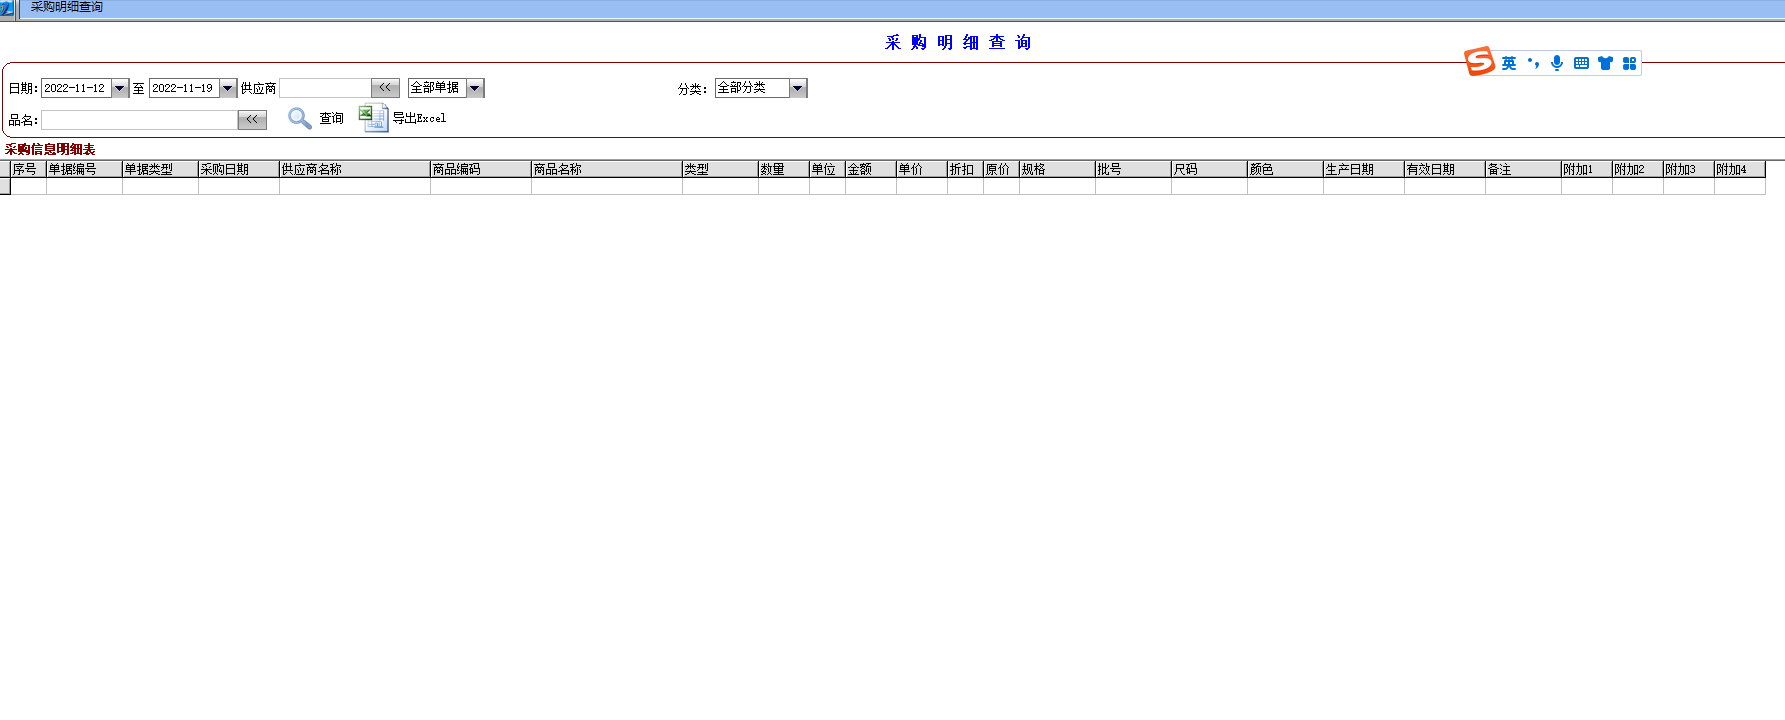 采购明细查询
采 购 明 细 查 询
英
日期: 2022-11-12 至 2022-11-19 供应商 << 全部单据 分类: 全部分类
品名: << 查询 导出Excel
采购信息明细表
序号 单据编号 单据类型 采购日期 供应商名称 商品编码 商品名称 类型 数量 单位 金额 单价 折扣 原价 规格 批号 尺码 颜色 生产日期 有效日期 备注 附加1 附加2 附加3 附加4